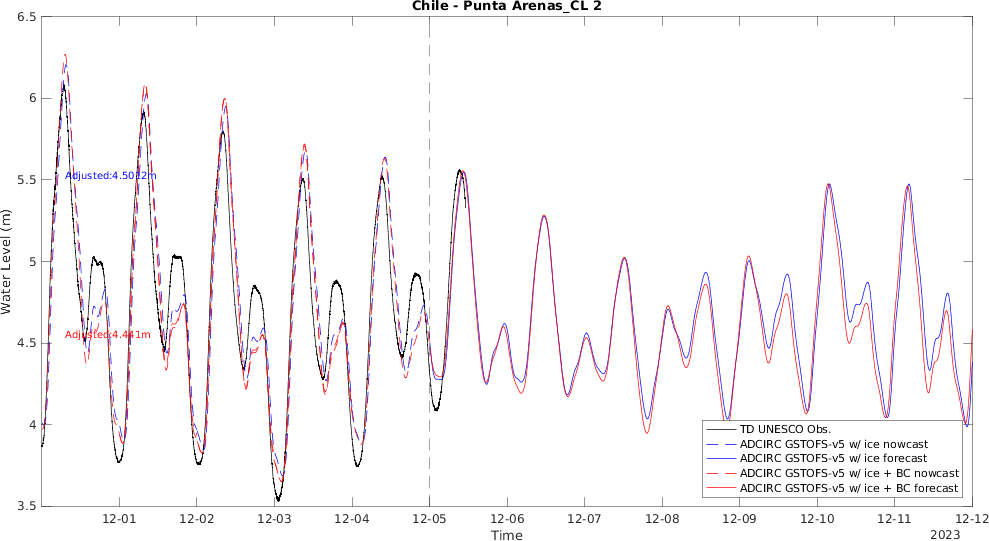 Chile - Punta Arenas_CL 2
6.5
6
5.5
5
4.5
4
3.5
Water Level (m)
Adjusted:4.5012m
Adjusted:4.441m
TD UNESCO Obs.
ADCIRC GSTOFS-v5 w/ ice nowcast
ADCIRC GSTOFS-v5 w/ ice forecast
ADCIRC GSTOFS-v5 w/ ice + BC nowcast
ADCIRC GSTOFS-v5 w/ ice + BC forecast
12-01 12-02 12-03 12-04 12-05 12-06 12-07 12-08 12-09 12-10 12-11 12-12
Time
2023